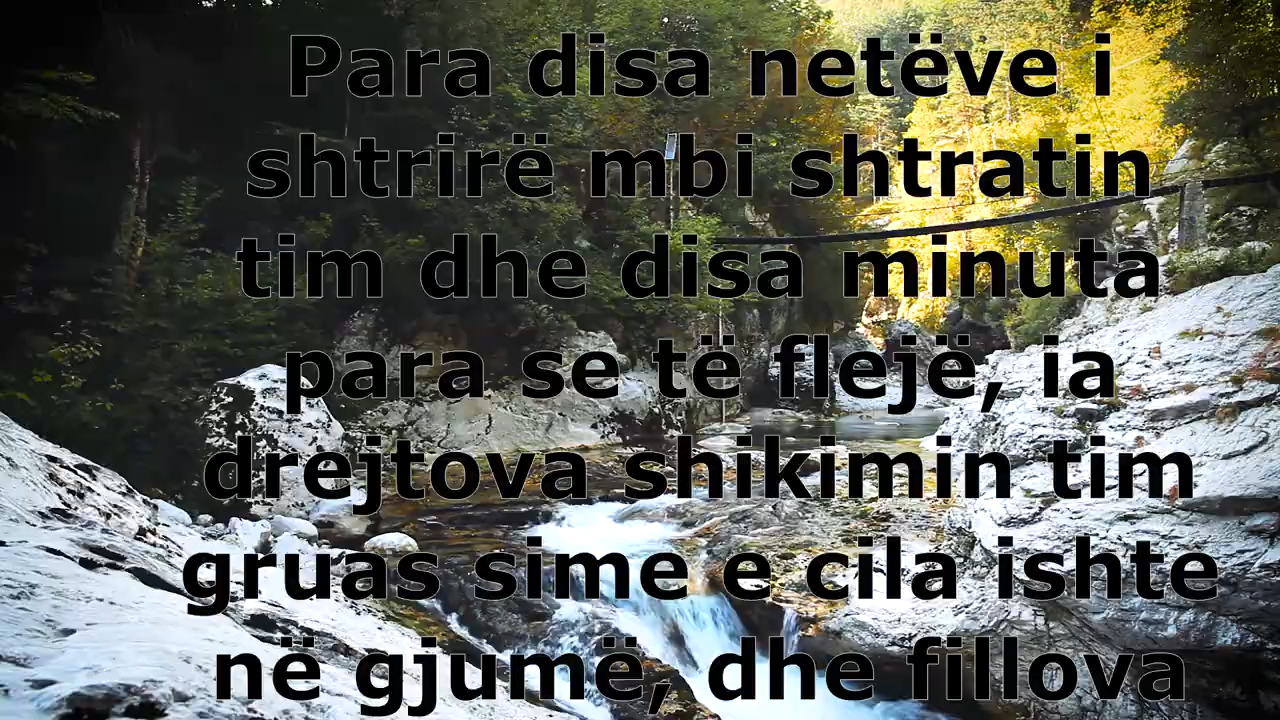 Para disa netëve i
shtrirë mbi shtratin
tim dhe disa minuta
para se të flejë, ia
drejtova shikimin tim
gruas sime e cila ishte
në gjumë, dhe fillova